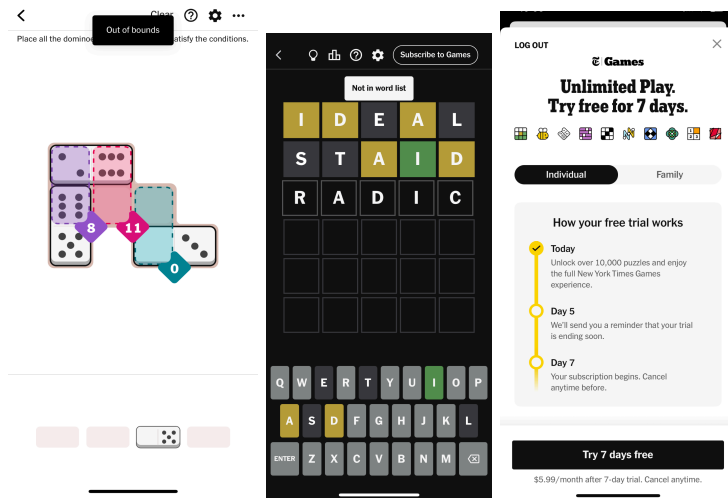 Clear
Out of bounds
Place all the domino
atisfy the conditions.
8
11
0
Subscribe to Games
Not in word list
I D E A L
S T A I D
R A D I C
Q W E R T Y U I O P
A S D F G H J K L
ENTER Z X C V B N M
LOG OUT
Games
Unlimited Play.
Try free for 7 days.
Individual
Family
How your free trial works
Today
Unlock over 10,000 puzzles and enjoy
the full New York Times Games
experience.
Day 5
We'll send you a reminder that your trial
is ending soon.
Day 7
Your subscription begins. Cancel
anytime before.
Try 7 days free
$5.99/month after 7-day trial. Cancel anytime.